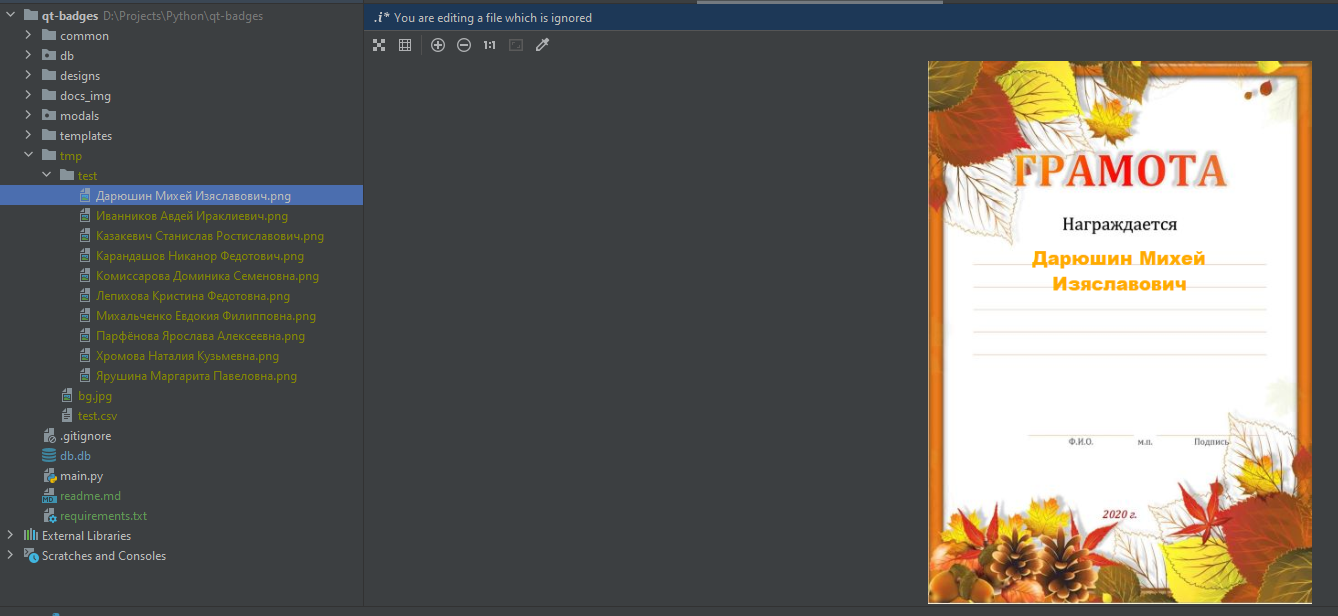 qt-badges D:\Projects\Python\qt-badges
common
db
designs
docs_img
modals
templates
tmp
test
Дарюшин Михей Изяславович.png
Иванников Авдей Ираклиевич.png
Казакевич Станислав Ростиславович.png
Карандашов Никанор Федотович.png
Комиссарова Доминика Семеновна.png
Лепихова Кристина Федотовна.png
Михальченко Евдокия Филипповна.png
Парфёнова Ярослава Алексеевна.png
Хромова Наталия Кузьмевна.png
Ярушина Маргарита Павеловна.png
bg.jpg
test.csv
.gitignore
db.db
main.py
readme.md
requirements.txt
External Libraries
Scratches and Consoles
.i* You are editing a file which is ignored
1:1
ГРАМОТА
Награждается
Дарюшин Михей
Изяславович
Ф.И.О. м.п. Подпись
2020 г.